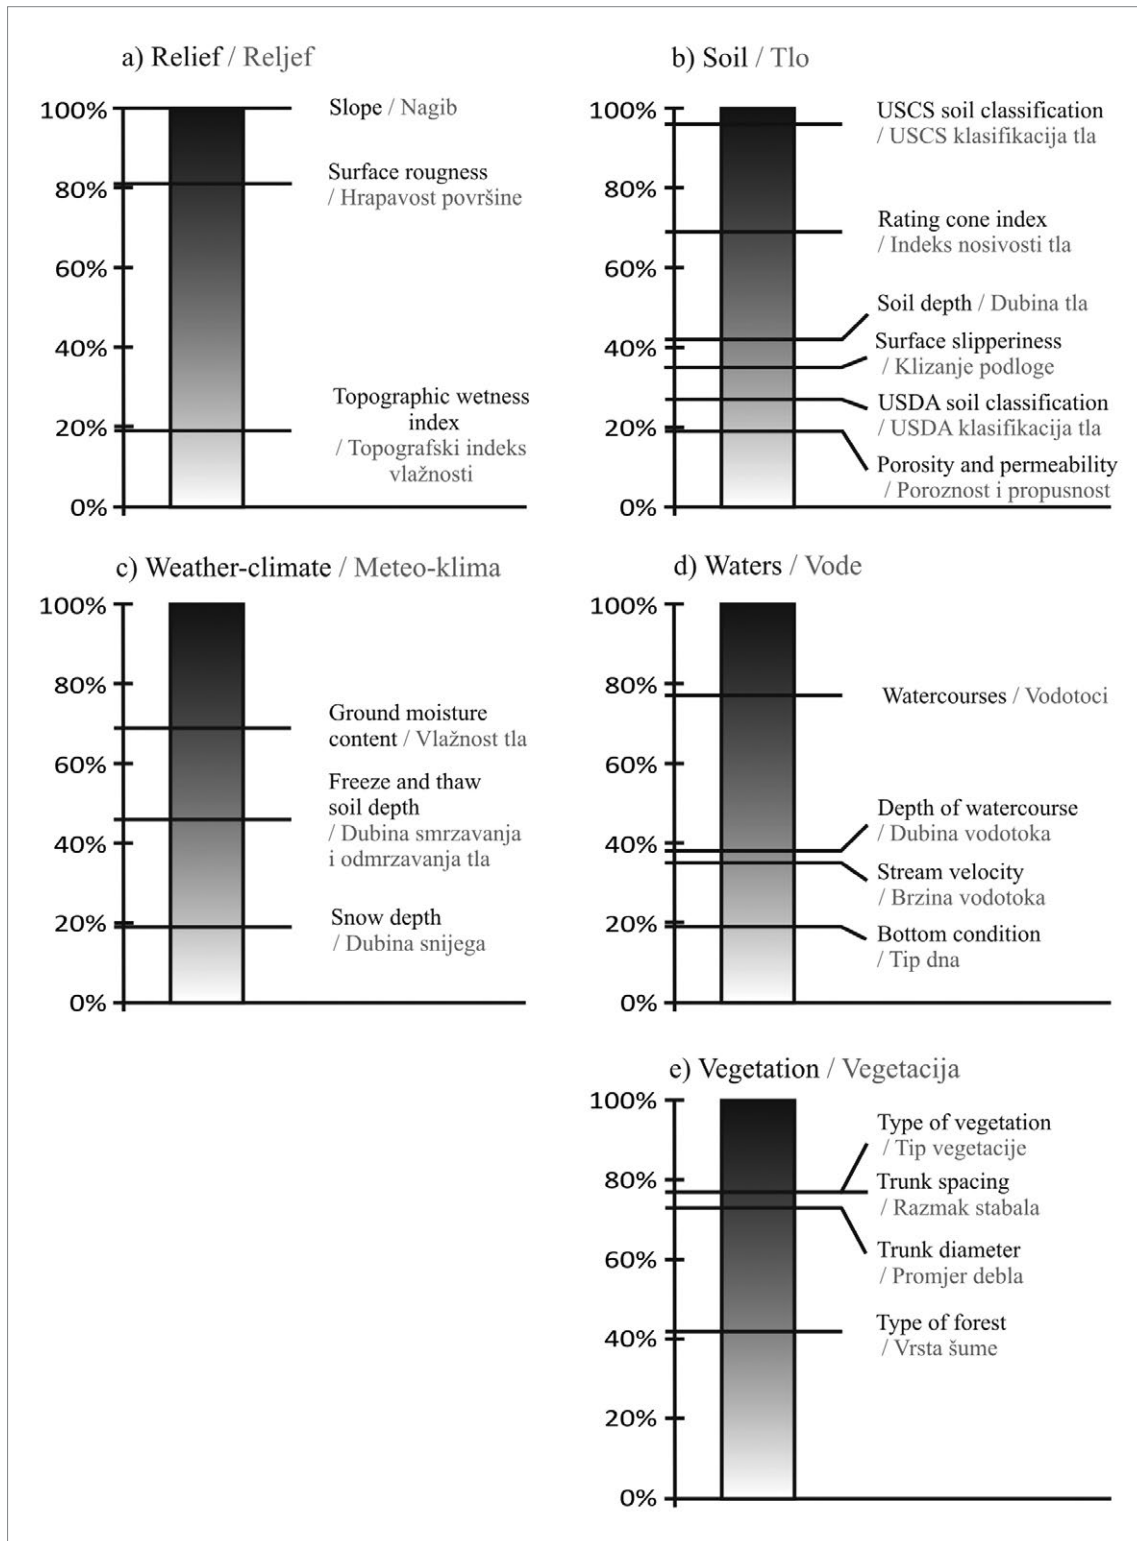 a) Relief / Reljef
100%
80%
60%
40%
20%
0%
Slope / Nagib
Surface rougness
/ Hrapavost površine
Topographic wetness
index
/ Topografski indeks
vlažnosti
b) Soil / Tlo
100%
80%
60%
40%
20%
0%
USCS soil classification
/ USCS klasifikacija tla
Rating cone index
/ Indeks nosivosti tla
Soil depth / Dubina tla
Surface slipperiness
/ Klizanje podloge
USDA soil classification
/ USDA klasifikacija tla
Porosity and permeability
/ Poroznost i propusnost
c) Weather-climate / Meteo-klima
100%
80%
60%
40%
20%
0%
Ground moisture
content / Vlažnost tla
Freeze and thaw
soil depth
/ Dubina smrzavanja
i odmrzavanja tla
Snow depth
/ Dubina snijega
d) Waters / Vode
100%
80%
60%
40%
20%
0%
Watercourses / Vodotoci
Depth of watercourse
/ Dubina vodotoka
Stream velocity
/ Brzina vodotoka
Bottom condition
/ Tip dna
e) Vegetation / Vegetacija
100%
80%
60%
40%
20%
0%
Type of vegetation
/ Tip vegetacije
Trunk spacing
/ Razmak stabala
Trunk diameter
/ Promjer debla
Type of forest
/ Vrsta šume